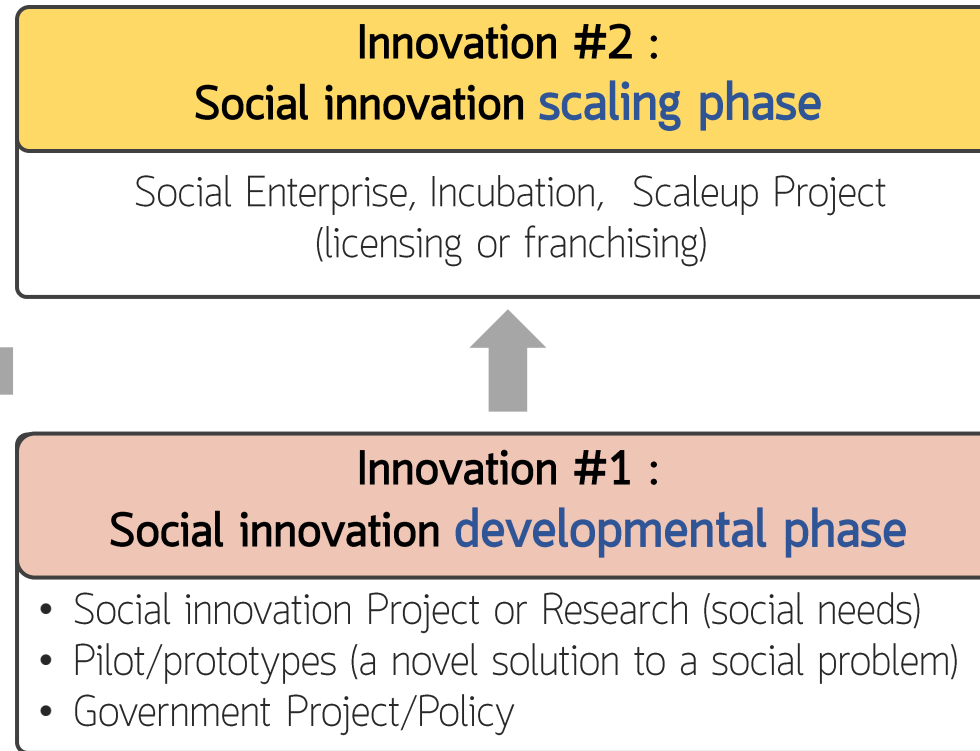 Innovation #2 :
Social innovation scaling phase
Social Enterprise, Incubation,  Scaleup Project
(licensing or franchising)
Innovation #1 :
Social innovation developmental phase
• Social innovation Project or Research (social needs)
• Pilot/prototypes (a novel solution to a social problem)
• Government Project/Policy